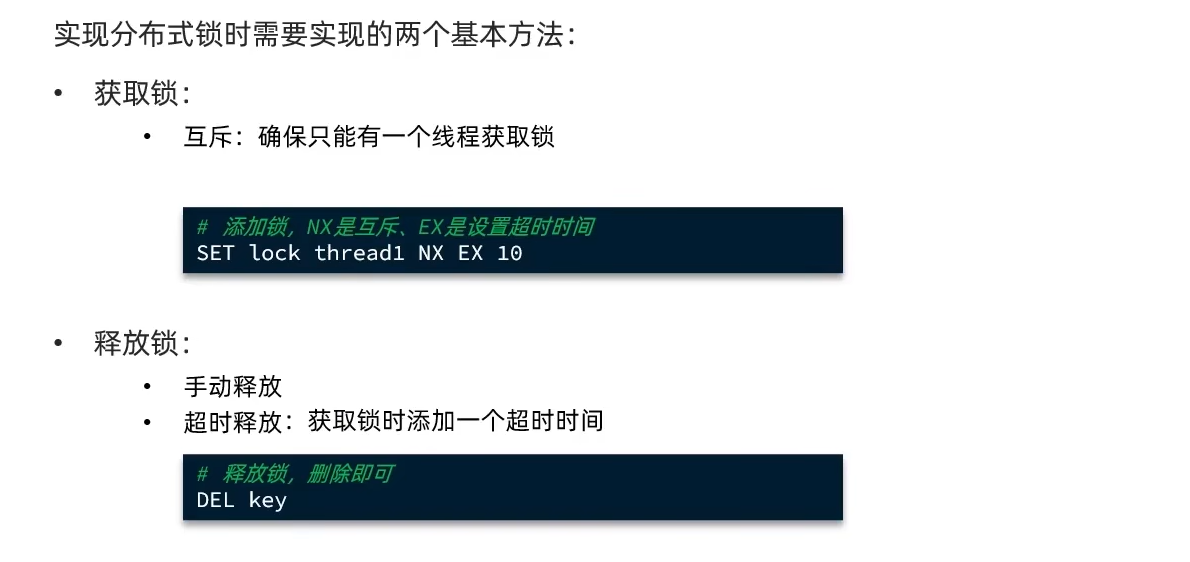 实现分布式锁时需要实现的两个基本方法：
• 获取锁：
• 互斥：确保只能有一个线程获取锁
# 添加锁，NX是互斥、EX是设置超时时间
SET lock thread1 NX EX 10
• 释放锁：
• 手动释放
• 超时释放：获取锁时添加一个超时时间
# 释放锁，删除即可
DEL key